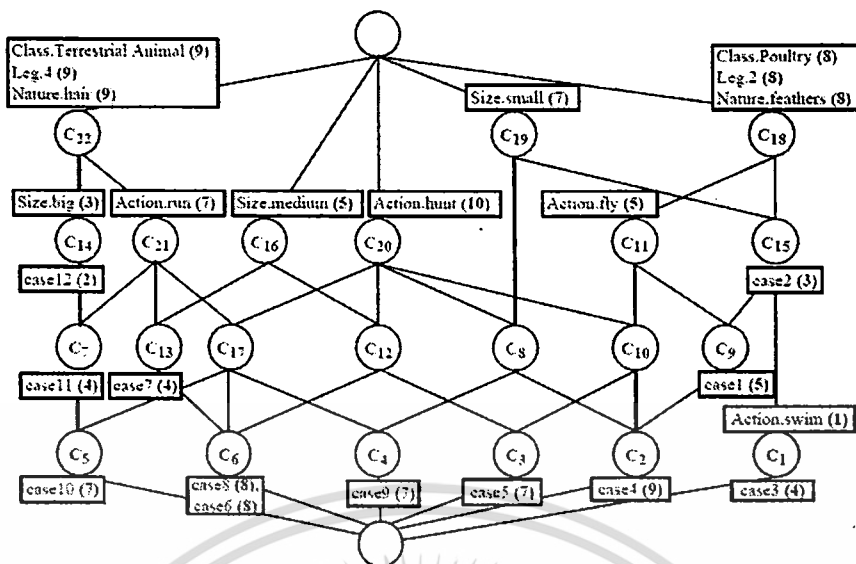 Class.Terrestrial Animal (9)
Leg.4 (9)
Nature.hair (9)
Class.Poultry (8)
Leg.2 (8)
Nature.feathers (8)
Size.small (7)
C22
C19
C18
Size.big (3)
Action.run (7)
Size.medium (5)
Action.hunt (10)
Action.fly (5)
C14
C21
C16
C20
C11
C15
case12 (2)
case2 (3)
C7
C13
C17
C12
C8
C10
C9
case11 (4)
case7 (4)
case1 (5)
Action.swim (1)
C5
C6
C4
C3
C2
C1
case10 (7)
case8 (8),
case6 (8)
case9 (7)
case5 (7)
case4 (9)
case3 (4)